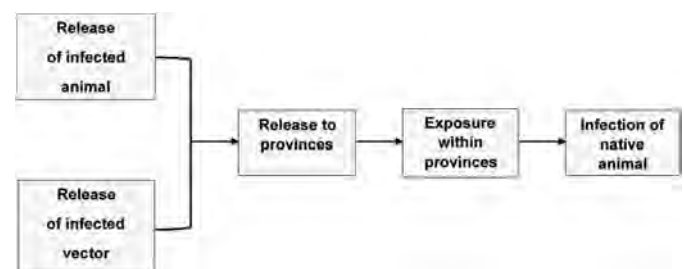 Release
of infected
animal
Release
of infected
vector
Release to
provinces
Exposure
within
provinces
Infection of
native
animal